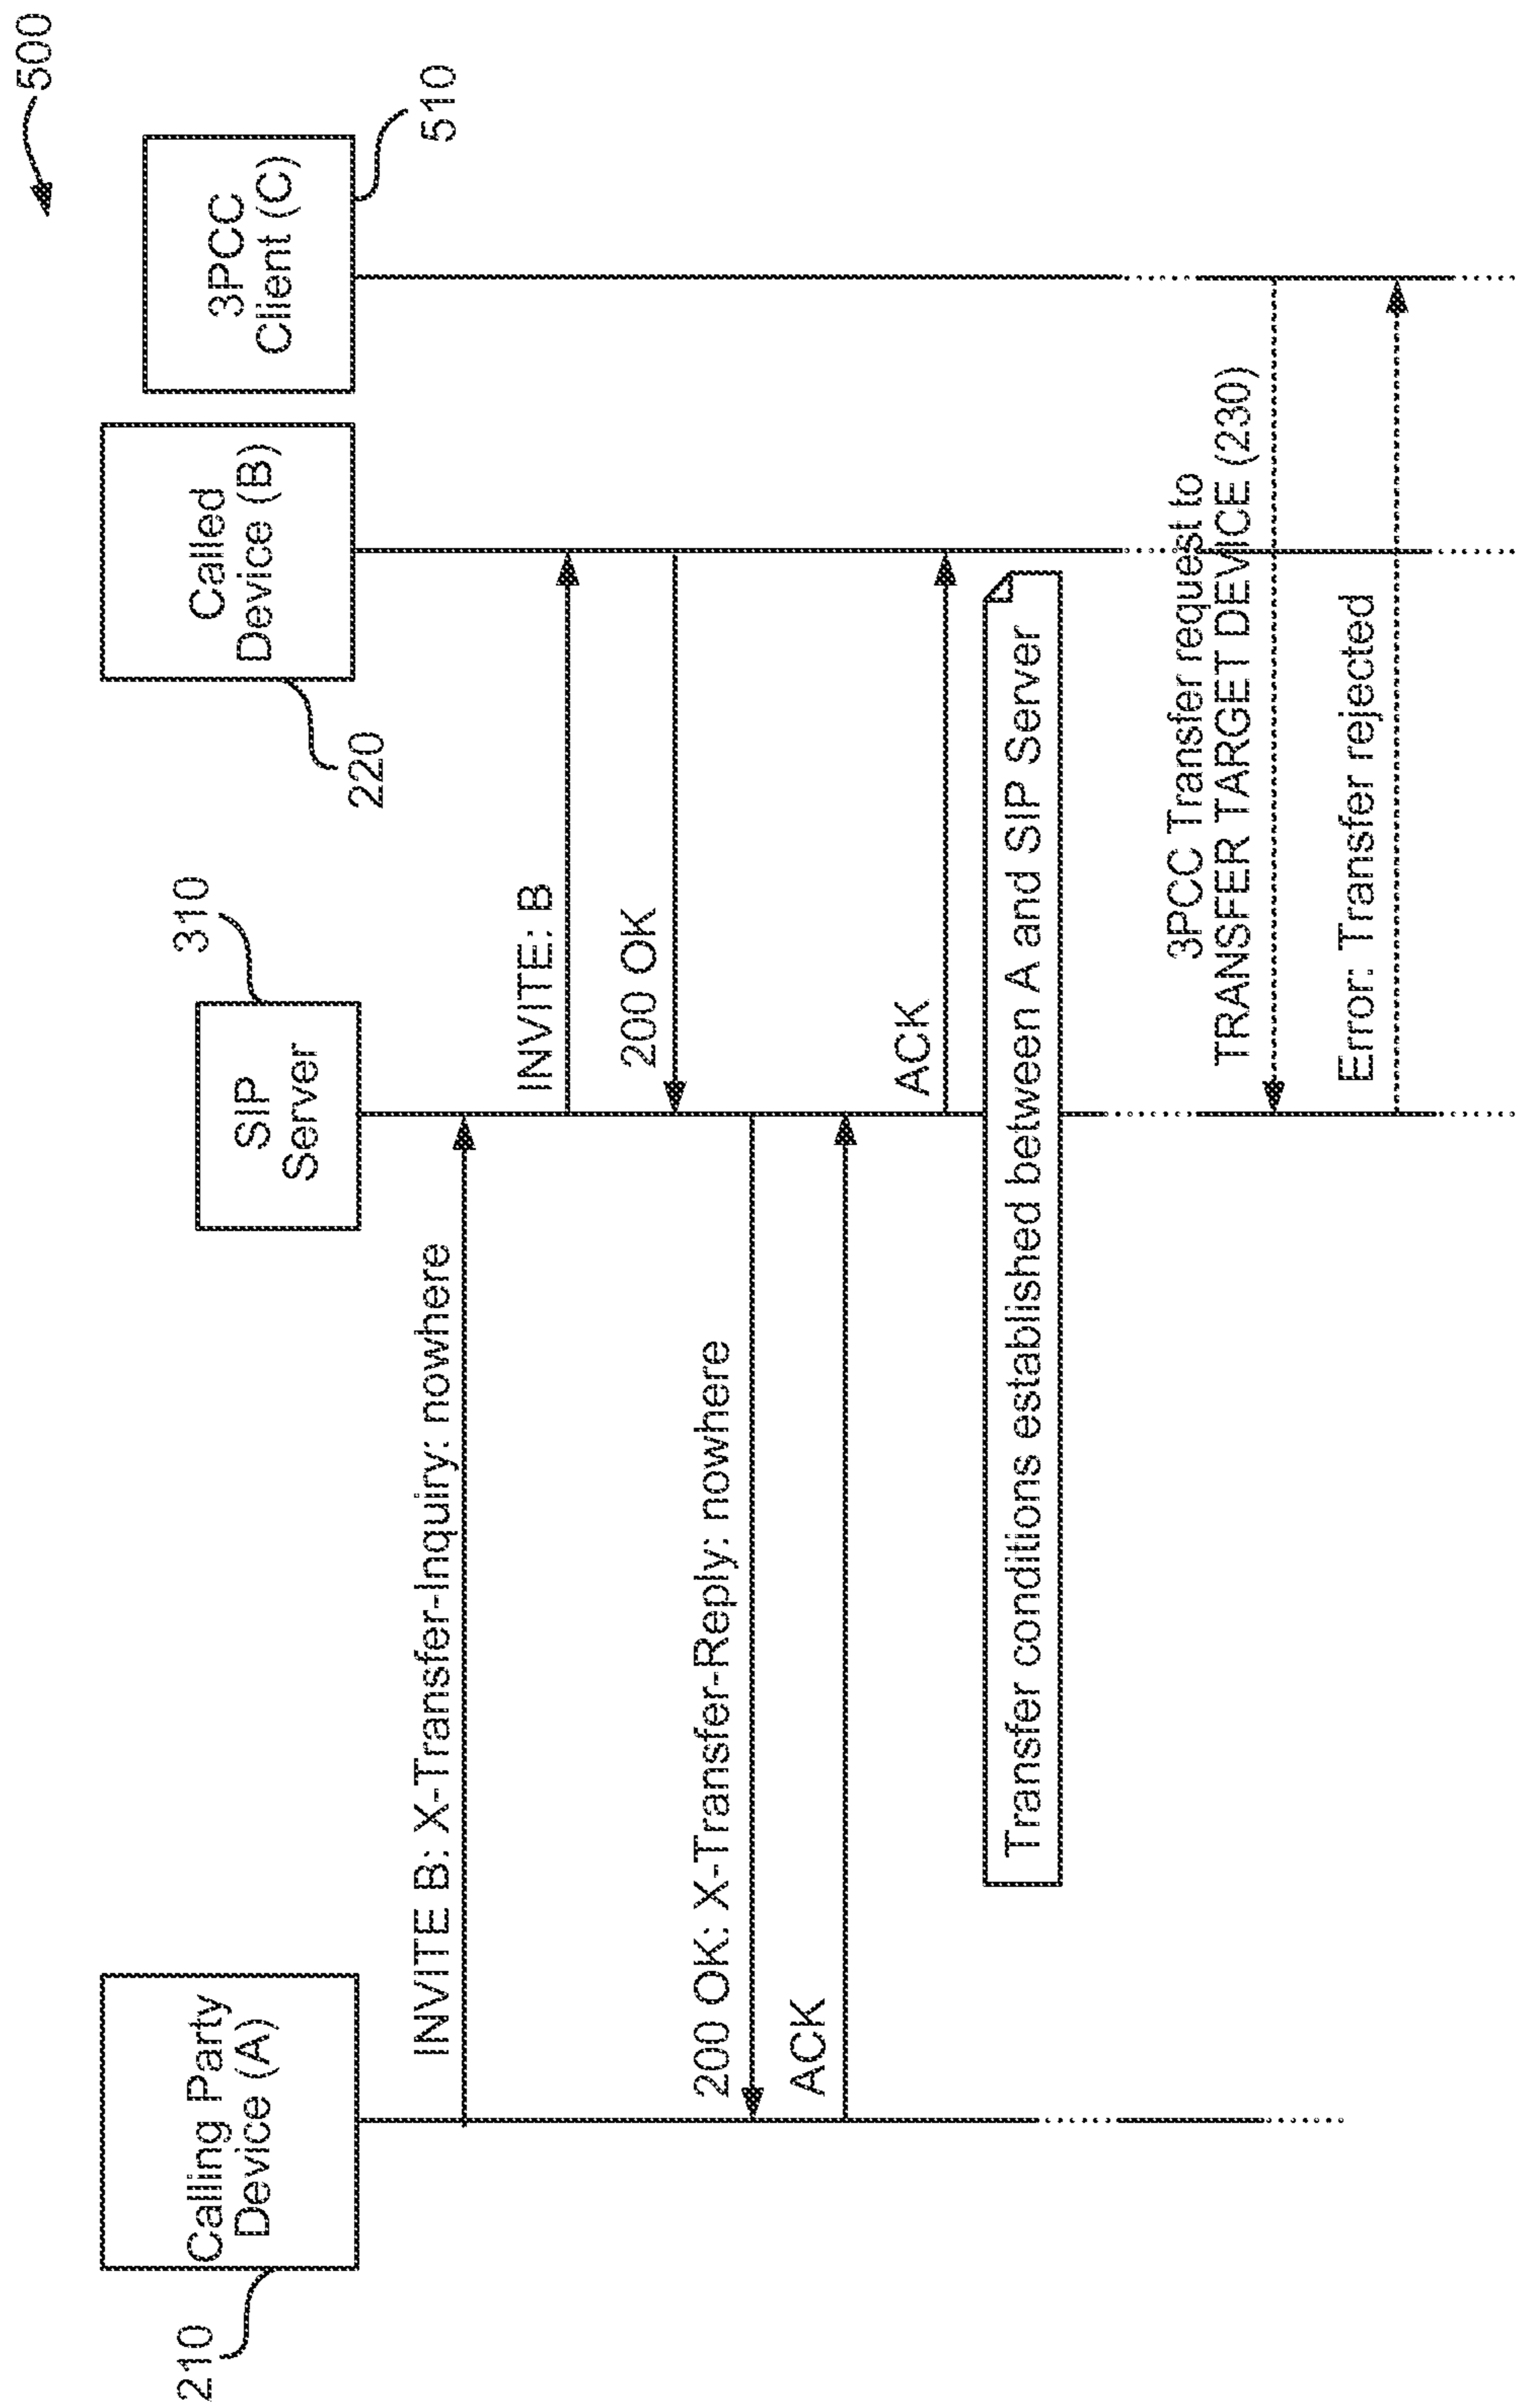 500
210
Calling Party
Device (A)
310
SIP
Server
220
Called
Device (B)
510
3PCC
Client (C)
INVITE B: X-Transfer-Inquiry: nowhere
INVITE: B
200 OK
200 OK: X-Transfer-Reply: nowhere
ACK
ACK
Transfer conditions established between A and SIP Server
3PCC Transfer request to
TRANSFER TARGET DEVICE (230)
Error: Transfer rejected